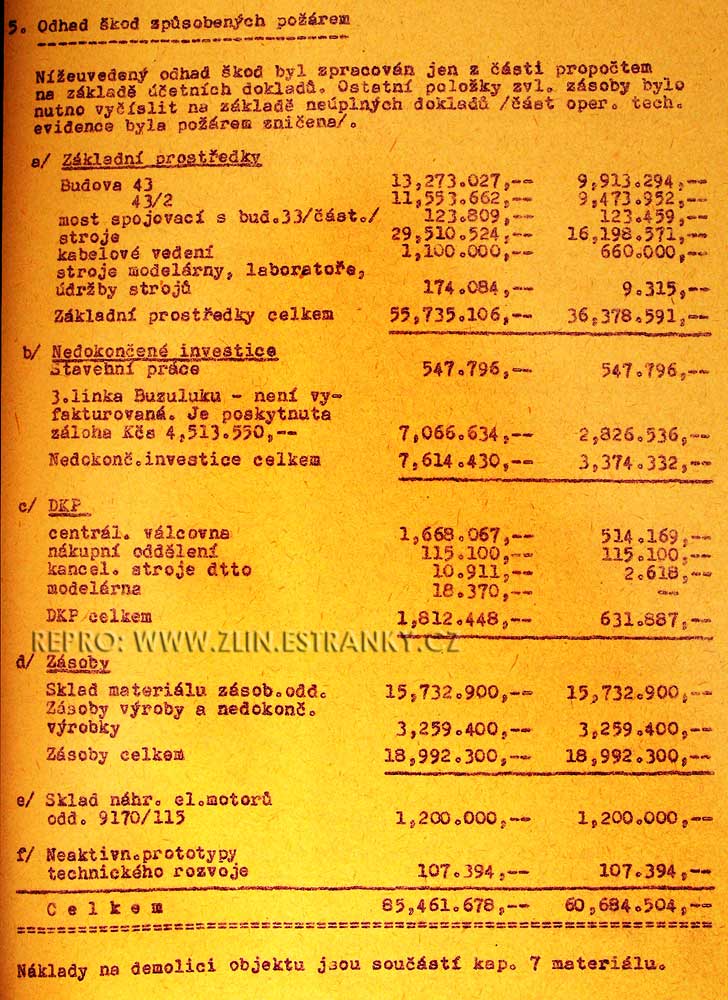 5. Odhad škod způsobených požárem
Nížeuvedený odhad škod byl zpracován jen z části propočtem
na základě účetních dokladů. Ostatní položky zvl. zásoby bylo
nutno vyčíslit na základě neúplných dokladů /část oper. tech.
evidence byla požárem zničena/.
a/ Základní prostředky
Budova 43 13,273.027,-- 9,913.294,--
43/2 11,553.662,-- 9,473.952,--
most spojovací s bud.33/část./ 123.809,-- 123.459,--
stroje 29,510.524,-- 16,198.571,--
kabelové vedení 1,100.000,-- 660.000,--
stroje modelárny, laboratoře,
údržby strojů 174.084,-- 9.315,--
Základní prostředky celkem 55,735.106,-- 36,378.591,--
b/ Nedokončené investice
Stavební práce 547.796,-- 547.796,--
3.linka Buzuluku - není vy-
fakturovaná. Je poskytnuta
záloha Kčs 4,513.550,-- 7,066.634,-- 2,826.536,--
Nedokonč.investice celkem 7,614.430,-- 3,374.332,--
c/ DKP
centrál. válcovna 1,668.067,-- 514.169,--
nákupní oddělení 115.100,-- 115.100,--
kancel. stroje dtto 10.911,-- 2.618,--
modelárna 18.370,-- --
DKP celkem 1,812.448,-- 631.887,--
REPRO: WWW.ZLIN.ESTRANKY.CZ
d/ Zásoby
Sklad materiálu zásob.odd. 15,732.900,-- 15,732.900,--
Zásoby výroby a nedokonč.
výrobky 3,259.400,-- 3,259.400,--
Zásoby celkem 18,992.300,-- 18,992.300,--
e/ Sklad náhr. el.motorů
odd. 9170/115 1,200.000,-- 1,200.000,--
f/ Neaktivn.prototypy
technického rozvoje 107.394,-- 107.394,--
C e l k e m 85,461.678,-- 60,684.504,--
Náklady na demolici objektu jsou součástí kap. 7 materiálu.